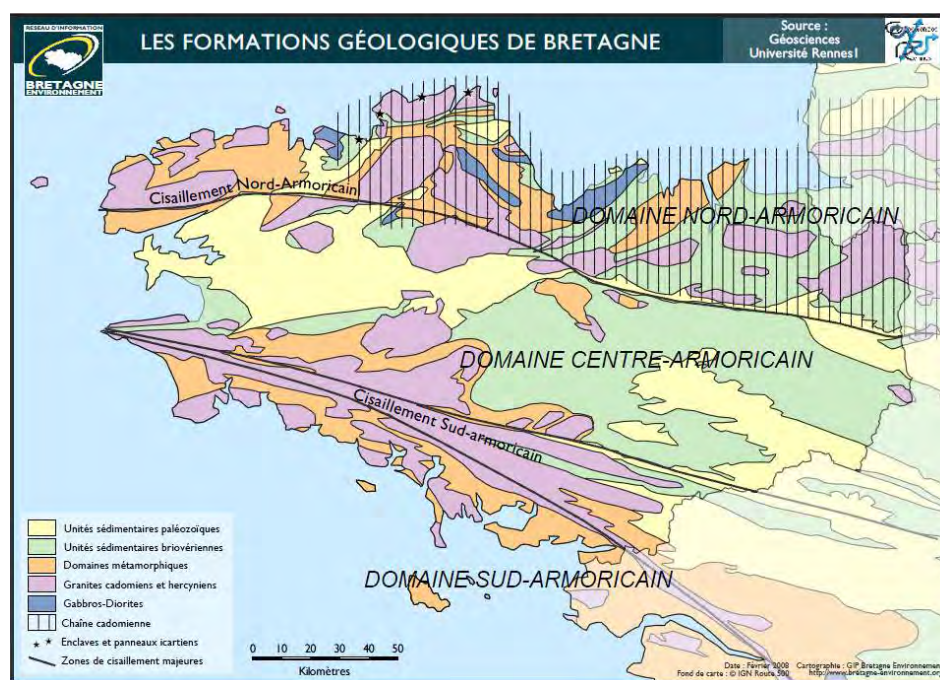 RÉSEAU D'INFORMATION
BRETAGNE
ENVIRONNEMENT
LES FORMATIONS GÉOLOGIQUES DE BRETAGNE
Source :
Géosciences
Université Rennes1
Cisaillement Nord-Armoricain
DOMAINE NORD-ARMORICAIN
DOMAINE CENTRE-ARMORICAIN
Cisaillement Sud-armoricain
DOMAINE SUD-ARMORICAIN
Unités sédimentaires paléozoïques
Unités sédimentaires briovériennes
Domaines métamorphiques
Granites cadomiens et hercyniens
Gabbros-Diorites
Chaîne cadomienne
Enclaves et panneaux icartiens
Zones de cisaillement majeures
0 10 20 30 40 50
Kilomètres
Date : Février 2008 Cartographie : GIP Bretagne Environnement
Fond de carte : © IGN Route 500 http://www.bretagne-environnement.org